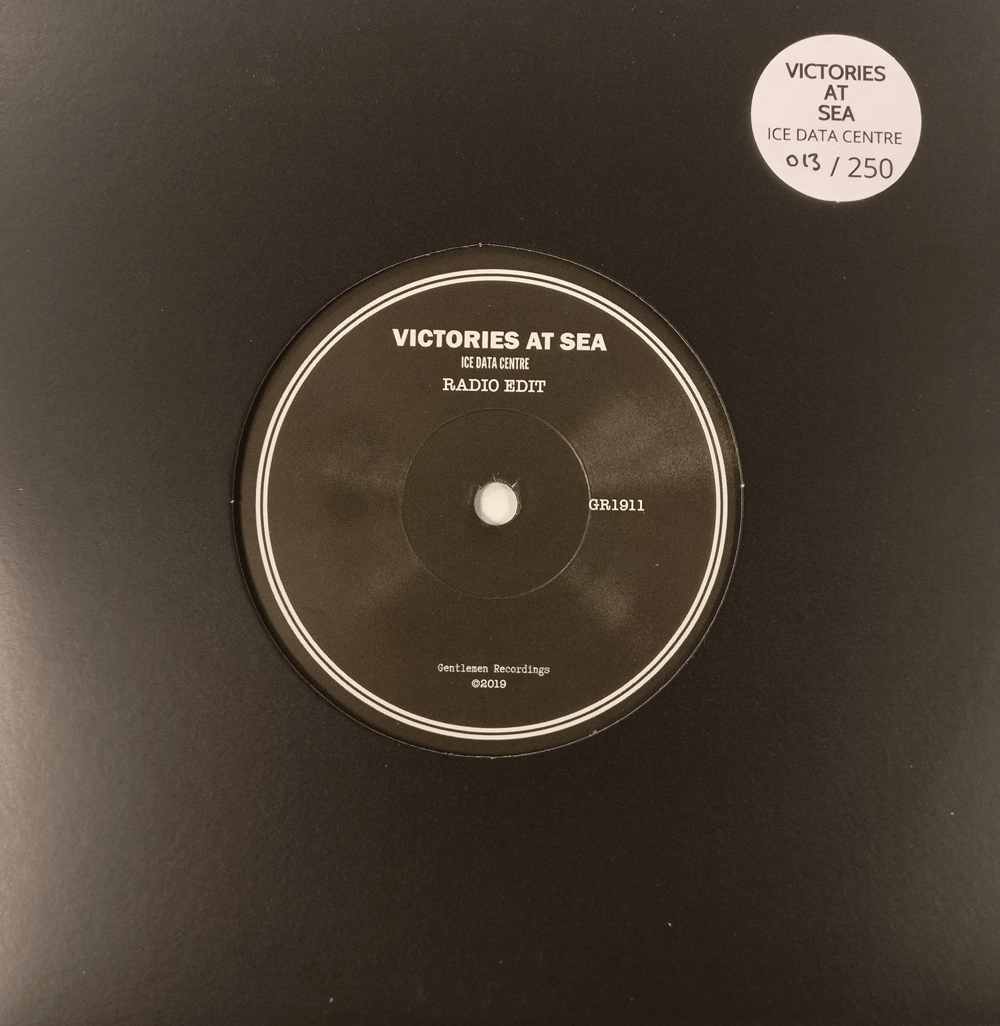 VICTORIES
AT
SEA
ICE DATA CENTRE
013 / 250
VICTORIES AT SEA
ICE DATA CENTRE
RADIO EDIT
GR1911
Gentlemen Recordings
©2019